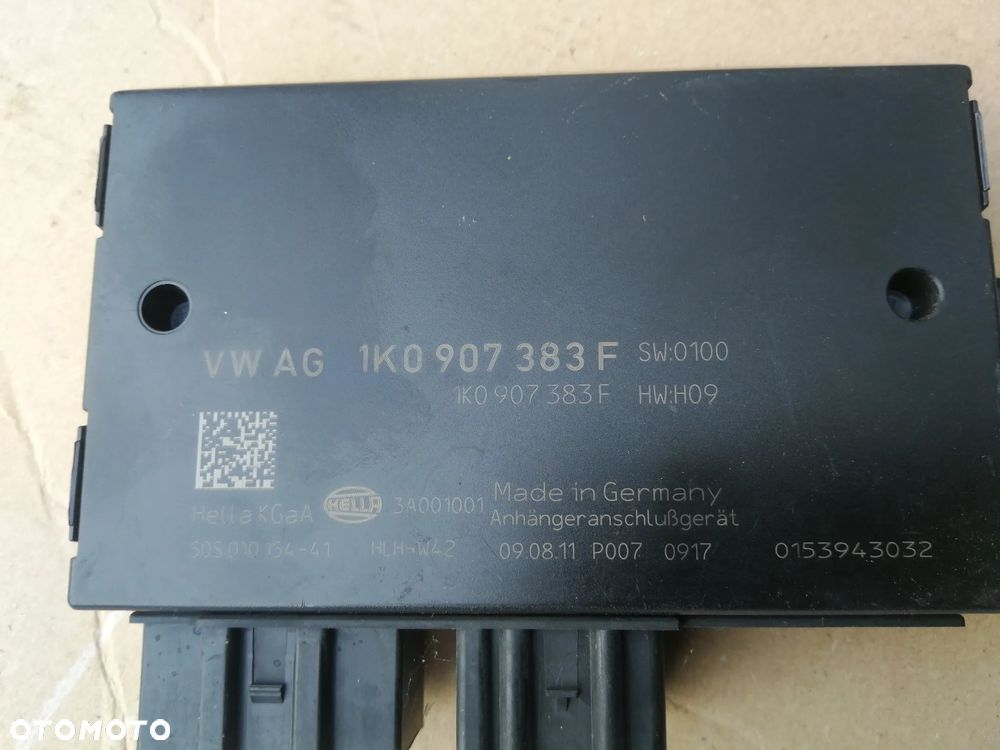 VW AG 1K0 907 383 F SW:0100
1K0 907 383 F HW:H09
Hella KGaA HELLA 3A001001 Made in Germany
Anhängeranschlußgerät
5DS 010 154-41 HLH-W42 09.08.11 P007 0917 0153943032
OTOMOTO